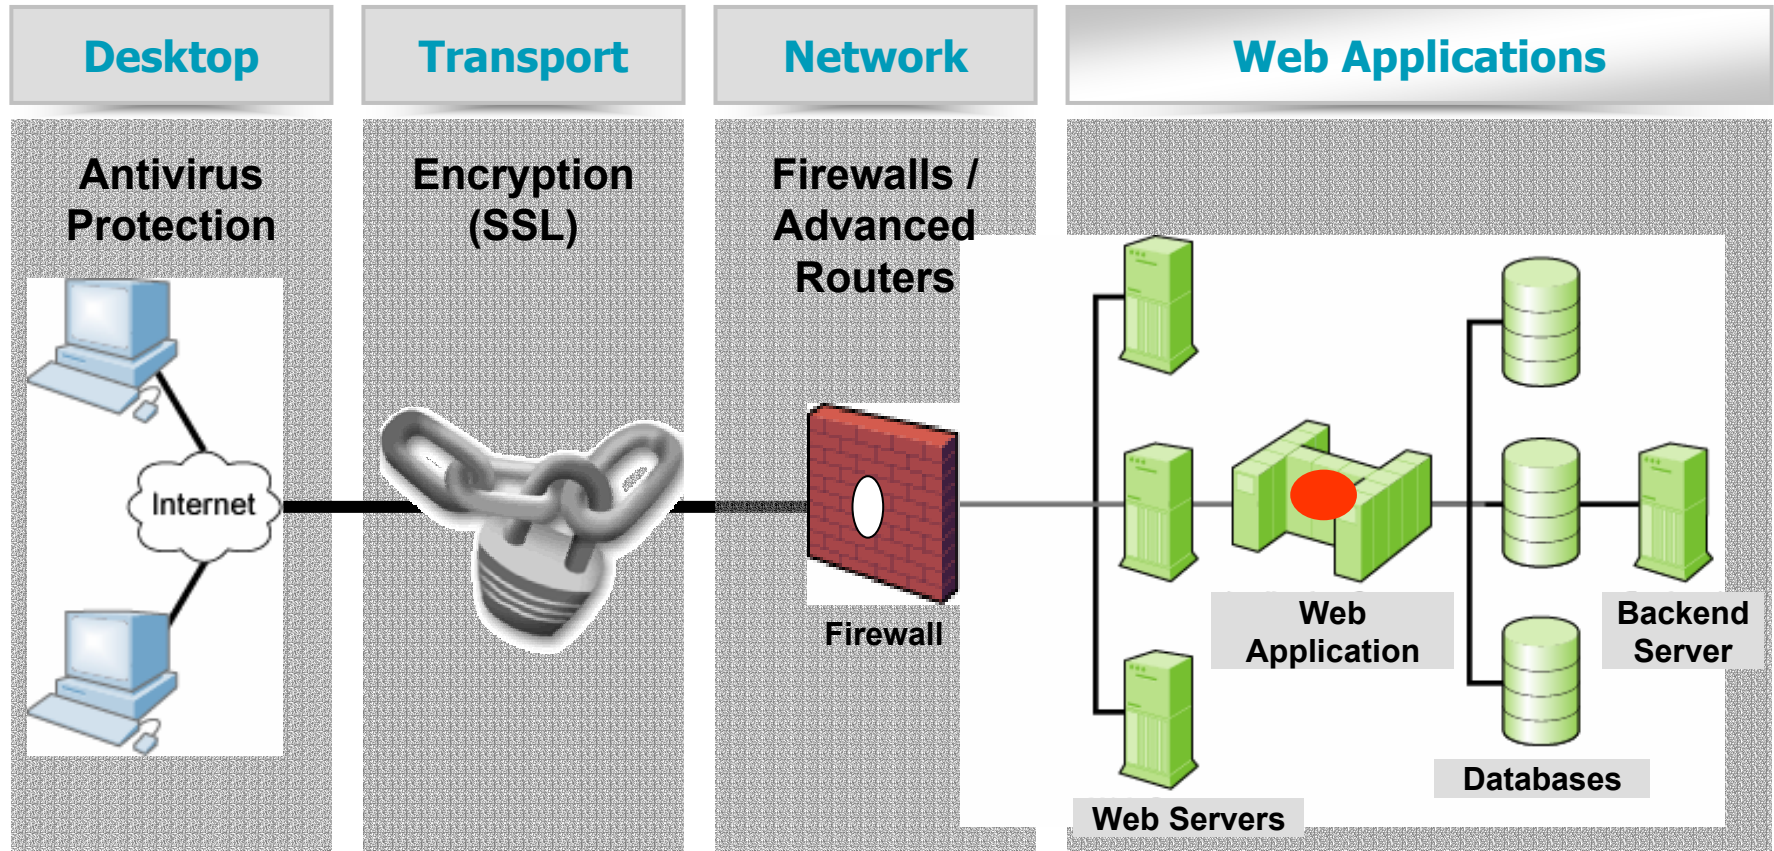 Desktop
Transport
Network
Web Applications
Antivirus
Protection
Encryption
(SSL)
Firewalls /
Advanced
Routers
Internet
Firewall
Web
Application
Backend
Server
Databases
Web Servers